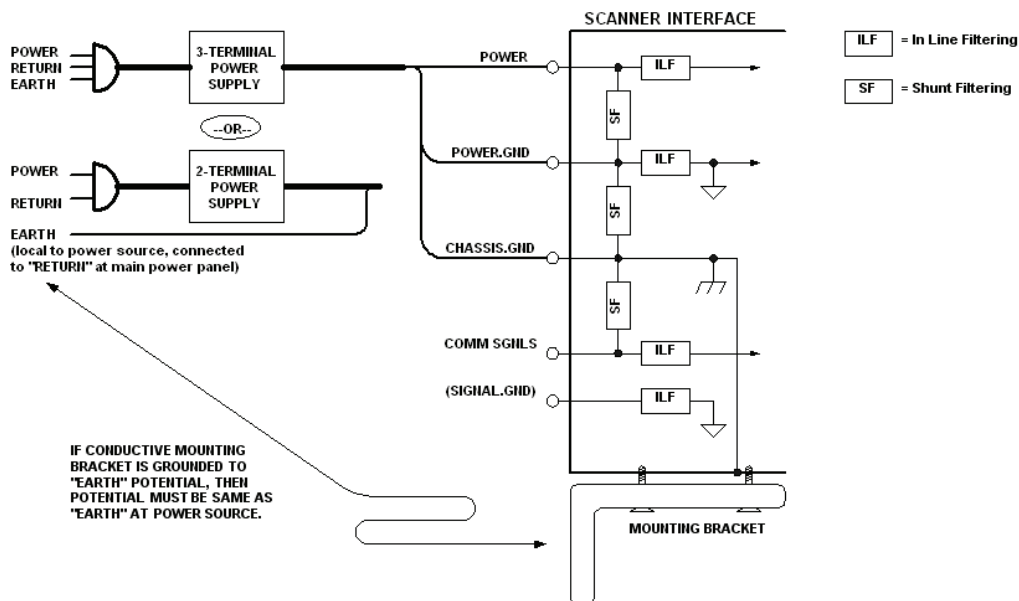 SCANNER INTERFACE
ILF = In Line Filtering
SF = Shunt Filtering
POWER
RETURN
EARTH
3-TERMINAL
POWER
SUPPLY
--OR--
POWER
RETURN
2-TERMINAL
POWER
SUPPLY
EARTH
(local to power source, connected
to "RETURN" at main power panel)
POWER
ILF
SF
POWER.GND
ILF
SF
CHASSIS.GND
SF
COMM SGNLS
ILF
(SIGNAL.GND)
ILF
IF CONDUCTIVE MOUNTING
BRACKET IS GROUNDED TO
"EARTH" POTENTIAL, THEN
POTENTIAL MUST BE SAME AS
"EARTH" AT POWER SOURCE.
MOUNTING BRACKET